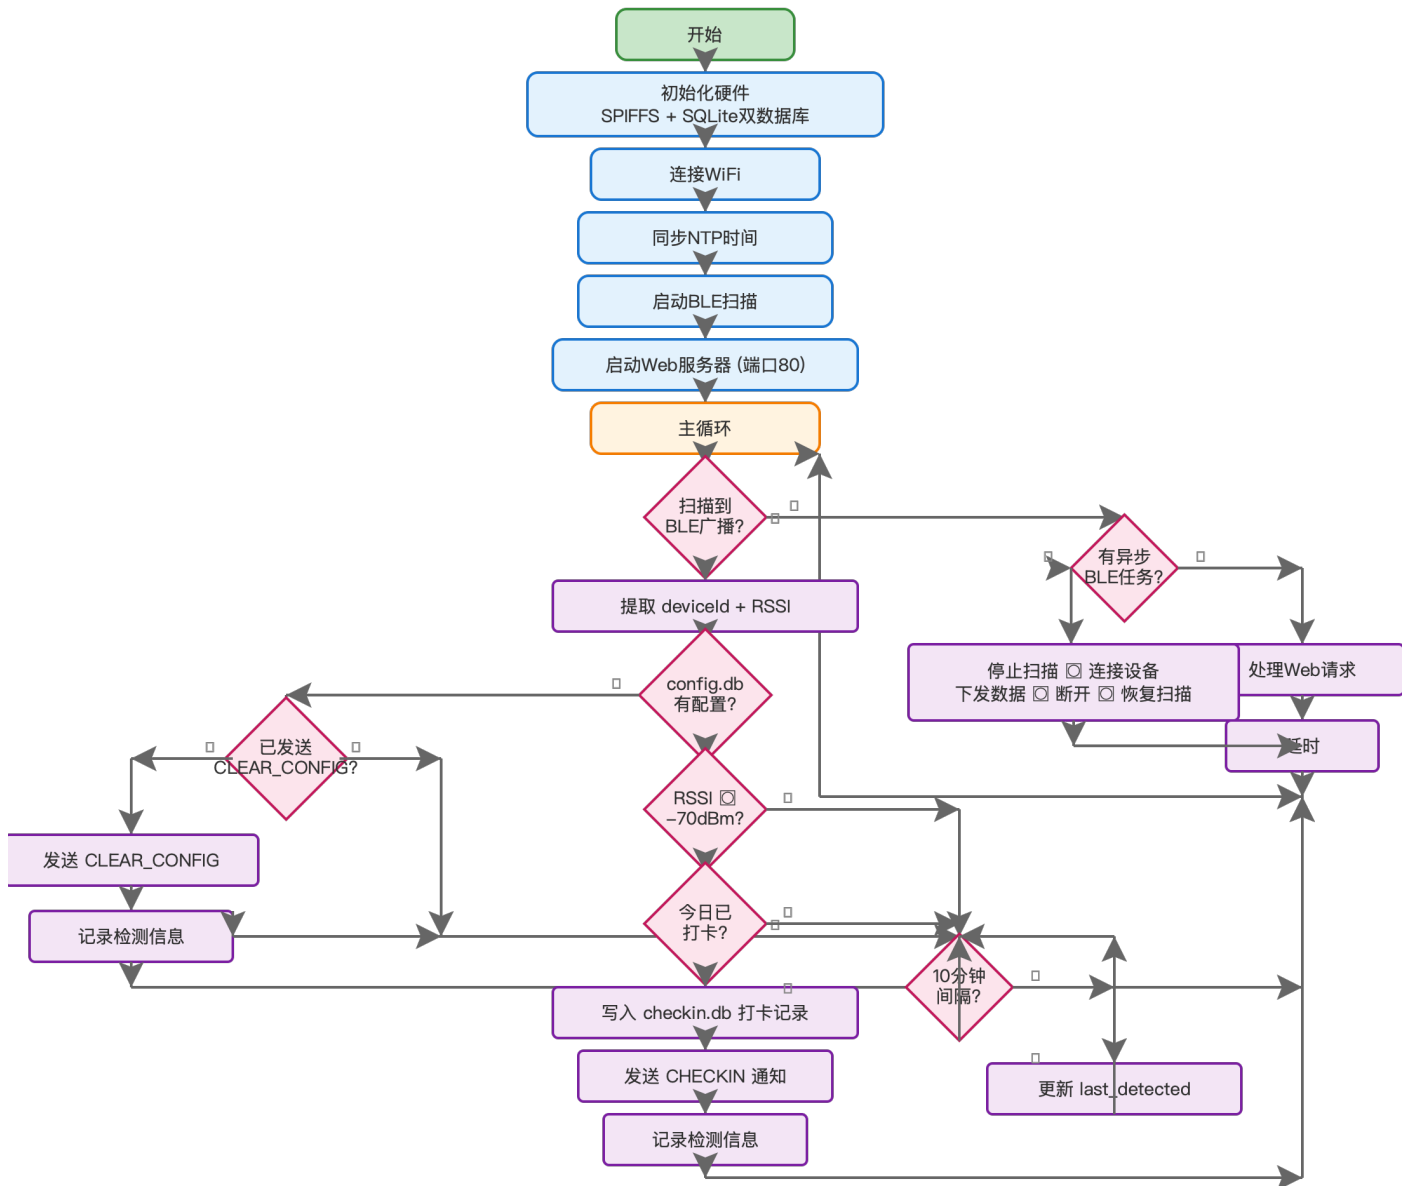 开始
初始化硬件
SPIFFS + SQLite双数据库
连接WiFi
同步NTP时间
启动BLE扫描
启动Web服务器 (端口80)
主循环
扫描到
BLE广播?
有异步
BLE任务?
提取 deviceId + RSSI
停止扫描 连接设备
下发数据 断开 恢复扫描
处理Web请求
config.db
有配置?
已发送
CLEAR_CONFIG?
延时
RSSI
-70dBm?
发送 CLEAR_CONFIG
今日已
打卡?
记录检测信息
10分钟
间隔?
写入 checkin.db 打卡记录
发送 CHECKIN 通知
更新 last_detected
记录检测信息